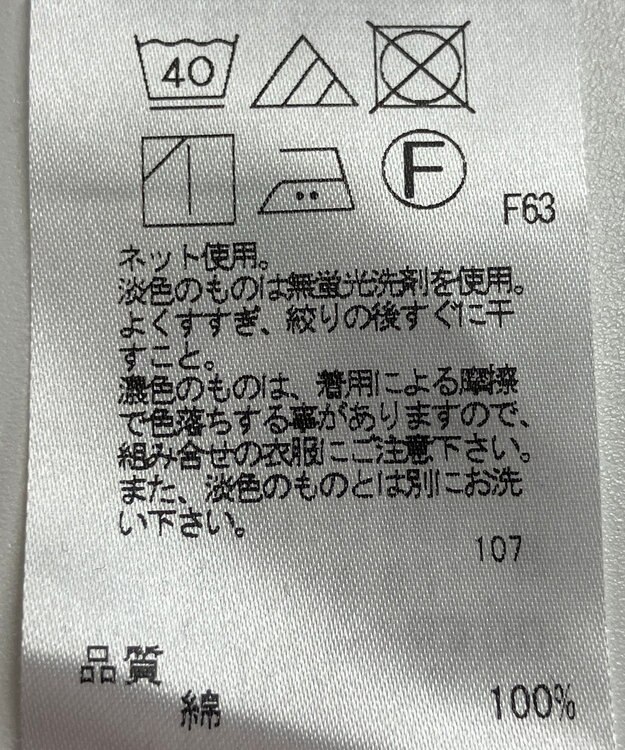 40
F
F63
ネット使用。
淡色のものは無蛍光洗剤を使用。
よくすすぎ、絞りの後すぐに干
すこと。
濃色のものは、着用による摩擦
で色落ちする事がありますので、
組み合せの衣服にご注意下さい。
また、淡色のものとは別にお洗
い下さい。
107
品質
綿 100%